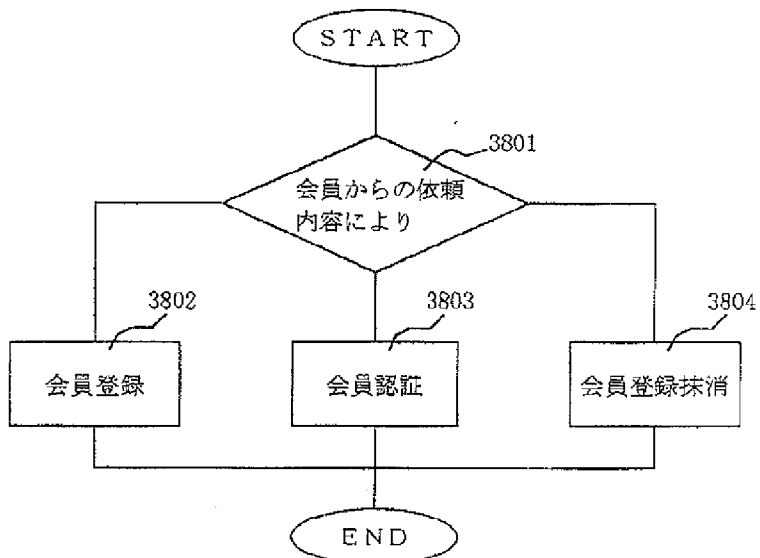 START
3801
会員からの依頼
内容により
3802
3803
3804
会員登録
会員認証
会員登録抹消
END